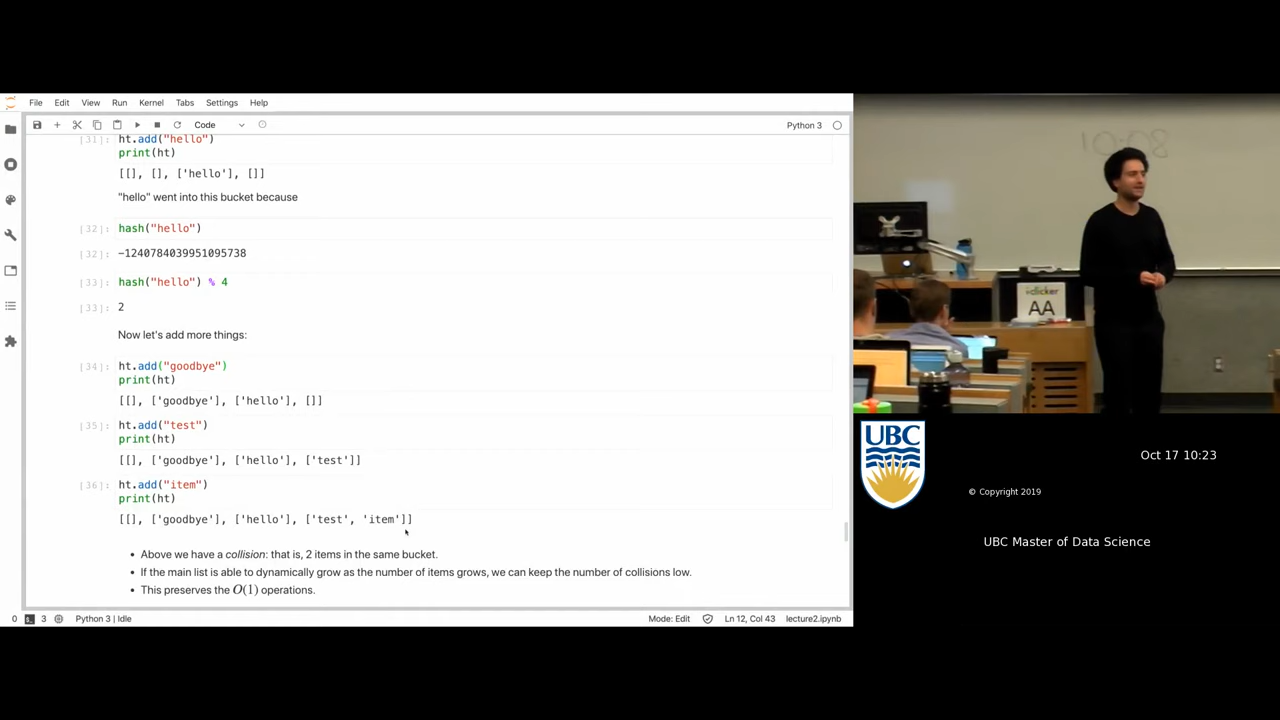 File Edit View Run Kernel Tabs Settings Help
Code
Python 3
[31]: ht.add("hello")
print(ht)
[[], [], ['hello'], []]
"hello" went into this bucket because
[32]: hash("hello")
[32]: -1240784039951095738
[33]: hash("hello") % 4
[33]: 2
Now let's add more things:
[34]: ht.add("goodbye")
print(ht)
[[], ['goodbye'], ['hello'], []]
[35]: ht.add("test")
print(ht)
[[], ['goodbye'], ['hello'], ['test']]
[36]: ht.add("item")
print(ht)
[[], ['goodbye'], ['hello'], ['test', 'item']]
• Above we have a collision: that is, 2 items in the same bucket.
• If the main list is able to dynamically grow as the number of items grows, we can keep the number of collisions low.
• This preserves the O(1) operations.
0 3 Python 3 | Idle Mode: Edit Ln 12, Col 43 lecture2.ipynb
10:08
iclicker
AA
UBC
Oct 17 10:23
© Copyright 2019
UBC Master of Data Science